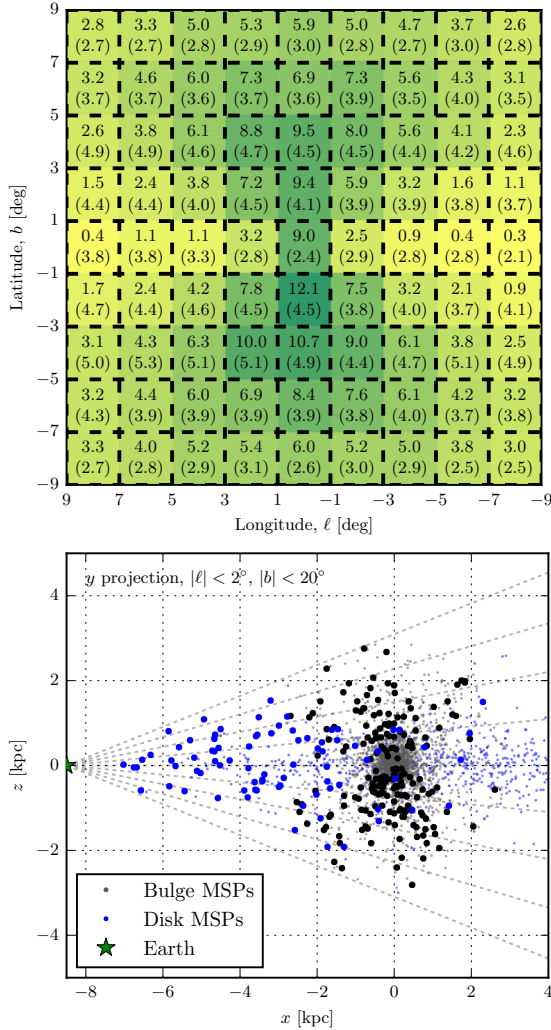 9
2.8 3.3 5.0 5.3 5.9 5.0 4.7 3.7 2.6
(2.7) (2.7) (2.8) (2.9) (3.0) (2.8) (2.7) (3.0) (2.8)
7
3.2 4.6 6.0 7.3 6.9 7.3 5.6 4.3 3.1
(3.7) (3.7) (3.6) (3.7) (3.6) (3.9) (3.5) (4.0) (3.5)
5
2.6 3.8 6.1 8.8 9.5 8.0 5.6 4.1 2.3
(4.9) (4.9) (4.6) (4.7) (4.5) (4.5) (4.4) (4.2) (4.6)
3
1.5 2.4 3.8 7.2 9.4 5.9 3.2 1.6 1.1
(4.4) (4.4) (4.0) (4.5) (4.1) (3.9) (3.9) (3.8) (3.7)
1
0.4 1.1 1.1 3.2 9.0 2.5 0.9 0.4 0.3
(3.8) (3.8) (3.3) (2.8) (2.4) (2.9) (2.8) (2.8) (2.1)
−1
1.7 2.4 4.2 7.8 12.1 7.5 3.2 2.1 0.9
(4.7) (4.4) (4.6) (4.5) (4.5) (3.8) (4.0) (3.7) (4.1)
−3
3.1 4.3 6.3 10.0 10.7 9.0 6.1 3.8 2.5
(5.0) (5.3) (5.1) (5.1) (4.9) (4.4) (4.7) (5.1) (4.9)
−5
3.2 4.4 6.0 6.9 8.4 7.6 6.1 4.2 3.2
(4.3) (3.9) (3.9) (3.9) (3.9) (3.8) (4.0) (3.7) (3.8)
−7
3.3 4.0 5.2 5.4 6.0 5.2 5.0 3.8 3.0
(2.7) (2.8) (2.9) (3.1) (2.6) (3.0) (2.9) (2.5) (2.5)
−9
9 7 5 3 1 −1 −3 −5 −7 −9
Latitude, b [deg]
Longitude, ℓ [deg]
y projection, |ℓ| < 2°, |b| < 20°
4
2
0
−2
−4
z [kpc]
Bulge MSPs
Disk MSPs
Earth
−8 −6 −4 −2 0 2 4
x [kpc]